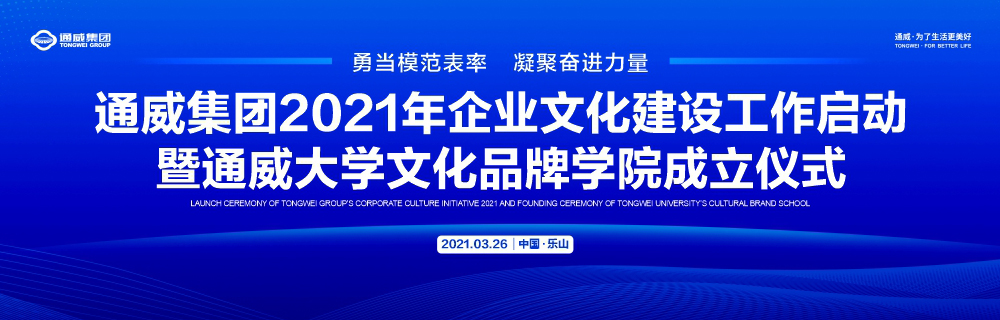 通威集团
TONGWEI GROUP
通威·为了生活更美好
TONGWEI · FOR BETTER LIFE
勇当模范表率 凝聚奋进力量
通威集团2021年企业文化建设工作启动
暨通威大学文化品牌学院成立仪式
LAUNCH CEREMONY OF TONGWEI GROUP'S CORPORATE CULTURE INITIATIVE 2021 AND FOUNDING CEREMONY OF TONGWEI UNIVERSITY'S CULTURAL BRAND SCHOOL
2021.03.26 | 中国·乐山